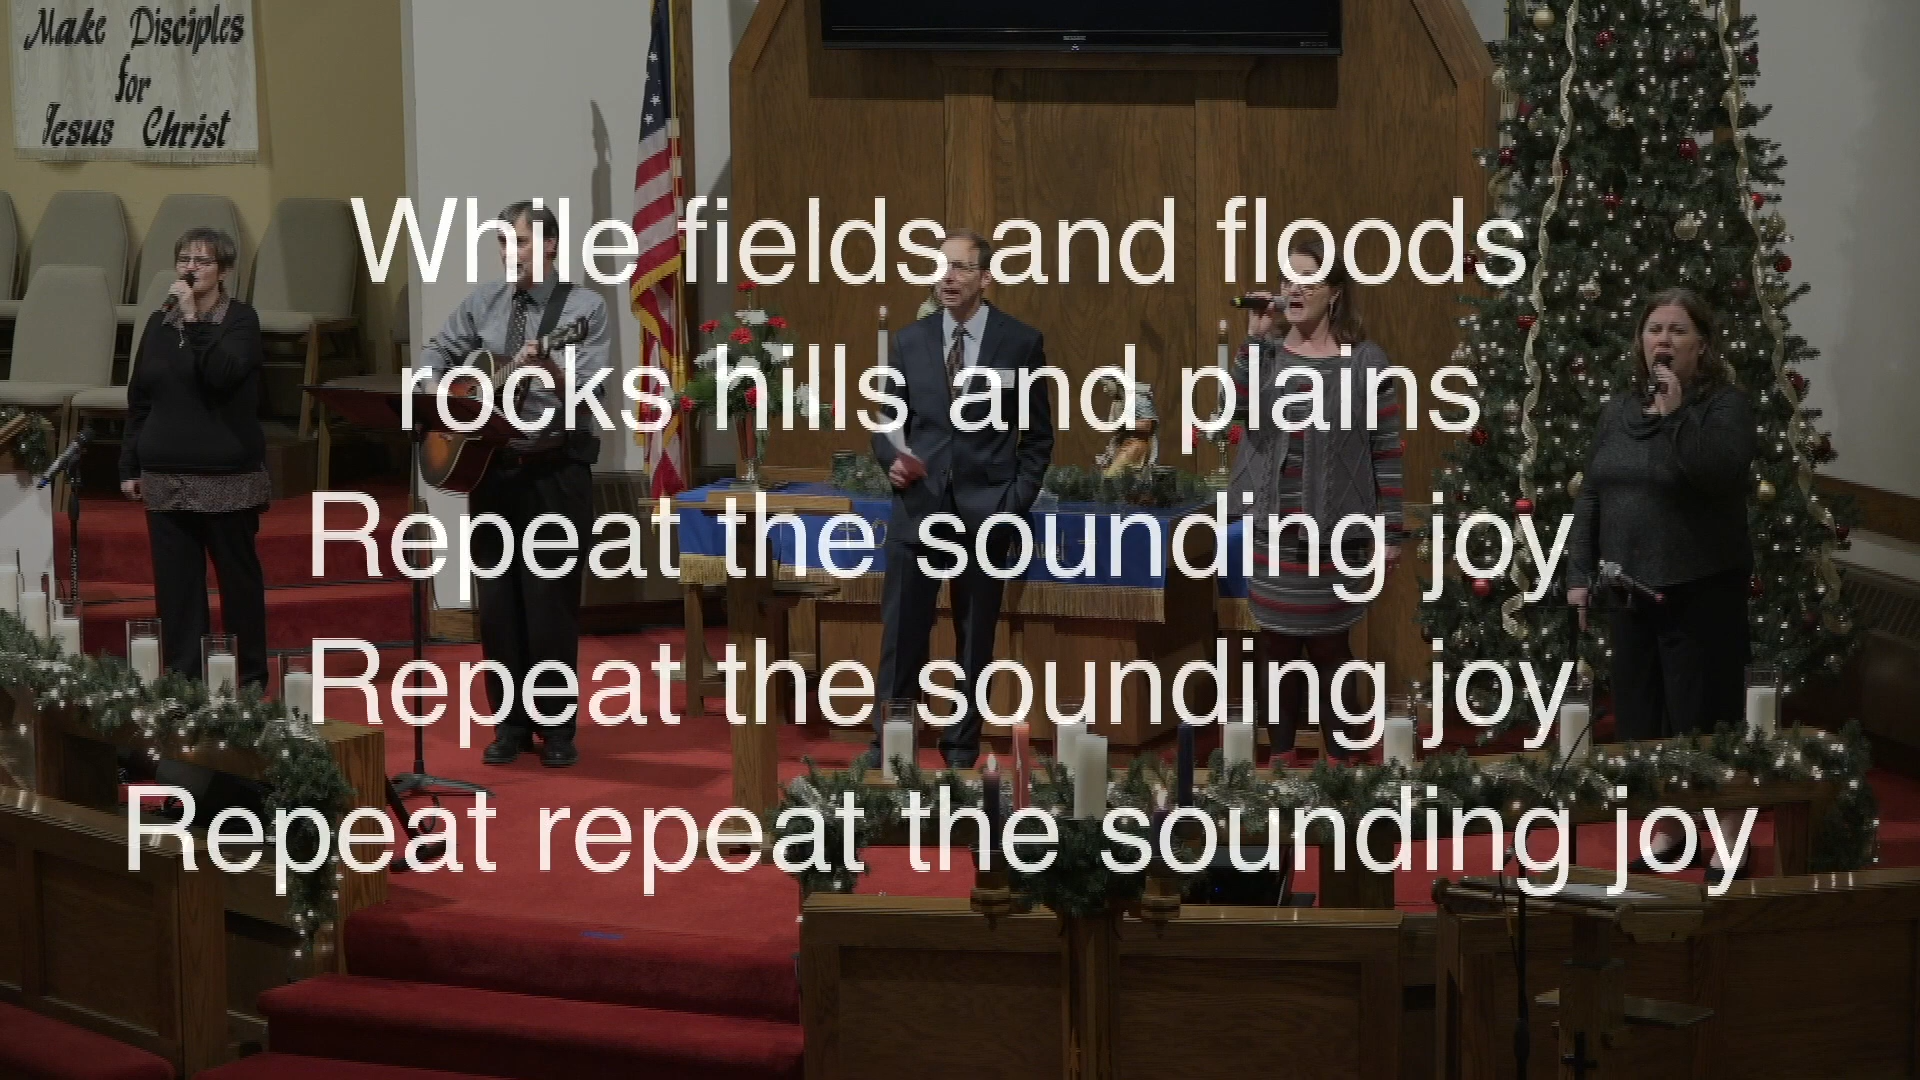 Make Disciples
for
Jesus Christ
While fields and floods
rocks hills and plains
Repeat the sounding joy
Repeat the sounding joy
Repeat repeat the sounding joy